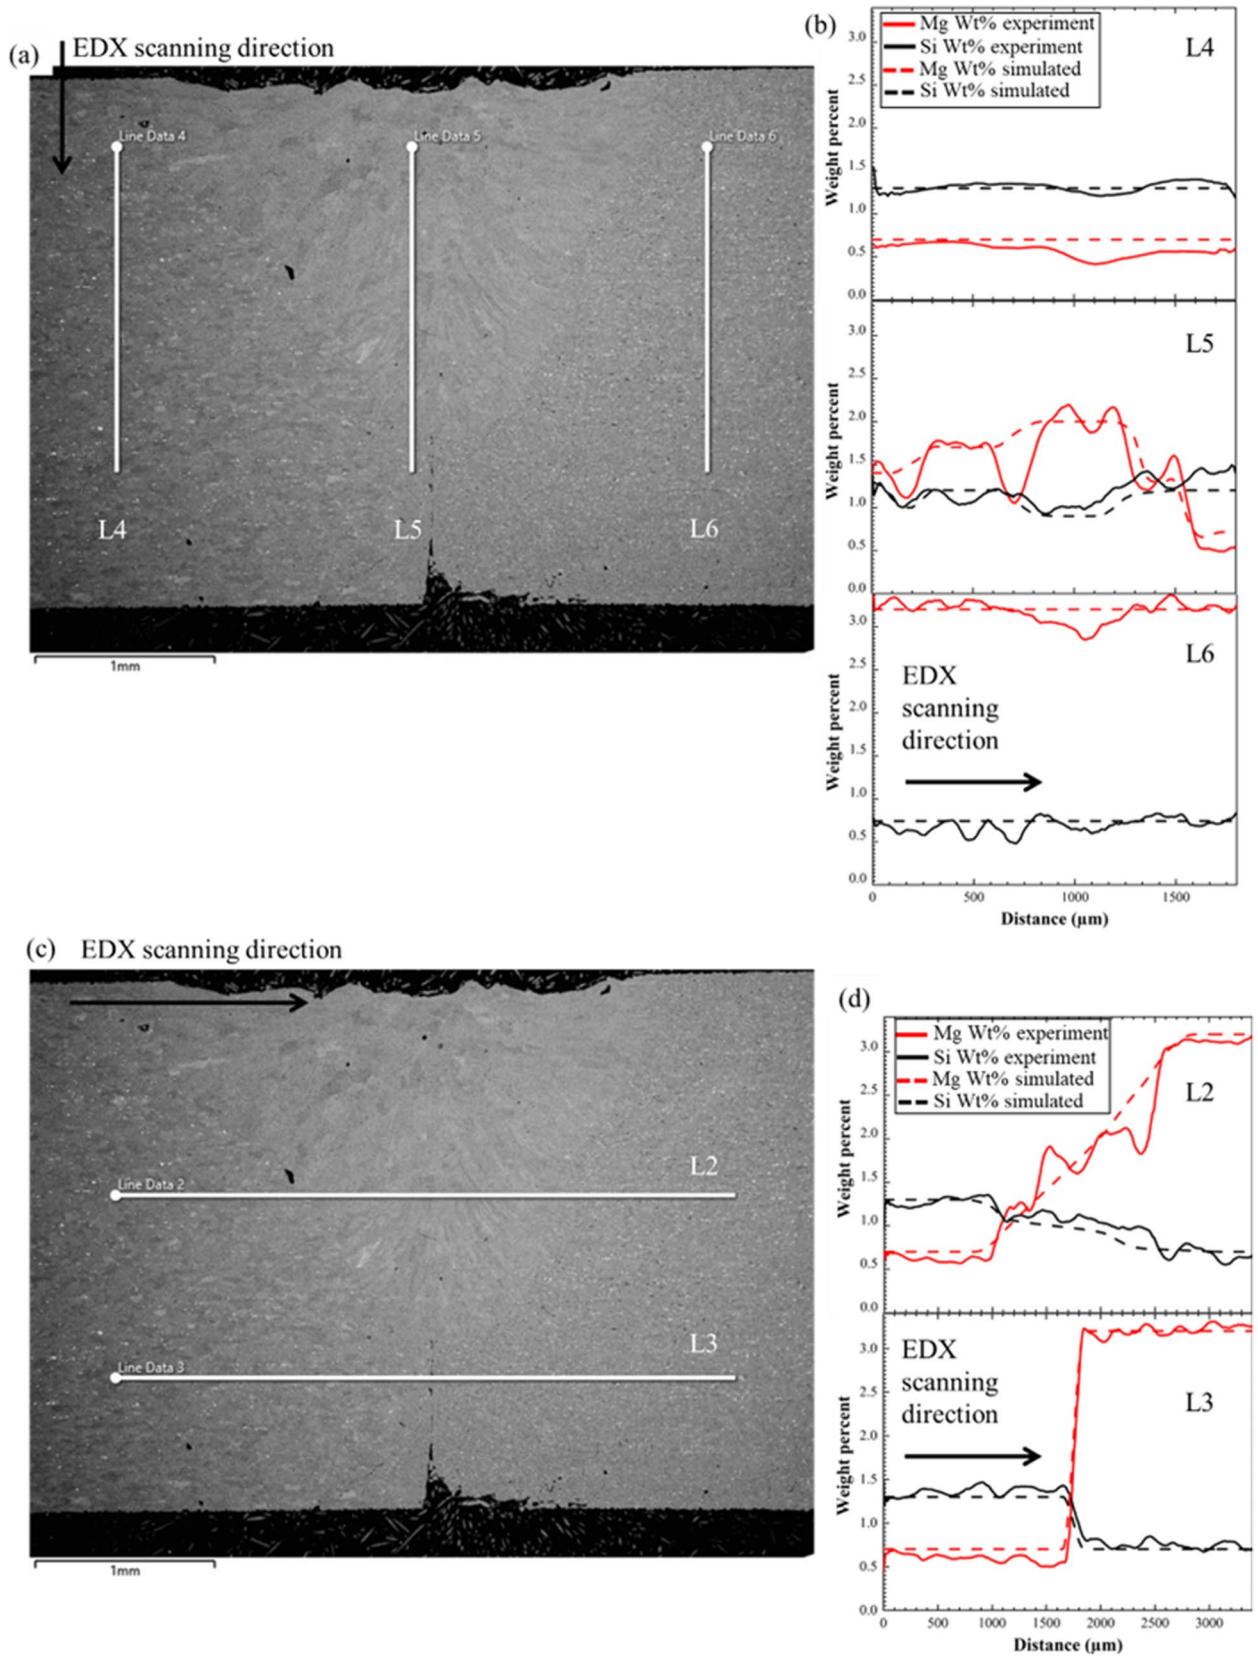 (a)
EDX scanning direction
Line Data 4
Line Data 5
Line Data 6
L4
L5
L6
1mm
(b)
Mg Wt% experiment
Si Wt% experiment
Mg Wt% simulated
Si Wt% simulated
L4
Weight percent
3.0
2.5
2.0
1.5
1.0
0.5
0.0
L5
Weight percent
3.0
2.5
2.0
1.5
1.0
0.5
0.0
L6
EDX
scanning
direction
Weight percent
3.0
2.5
2.0
1.5
1.0
0.5
0.0
0 500 1000 1500
Distance (µm)
(c)
EDX scanning direction
L2
Line Data 2
L3
Line Data 3
1mm
(d)
Mg Wt% experiment
Si Wt% experiment
Mg Wt% simulated
Si Wt% simulated
L2
Weight percent
3.0
2.5
2.0
1.5
1.0
0.5
0.0
EDX
scanning
direction
L3
Weight percent
3.0
2.5
2.0
1.5
1.0
0.5
0.0
0 500 1000 1500 2000 2500 3000
Distance (µm)